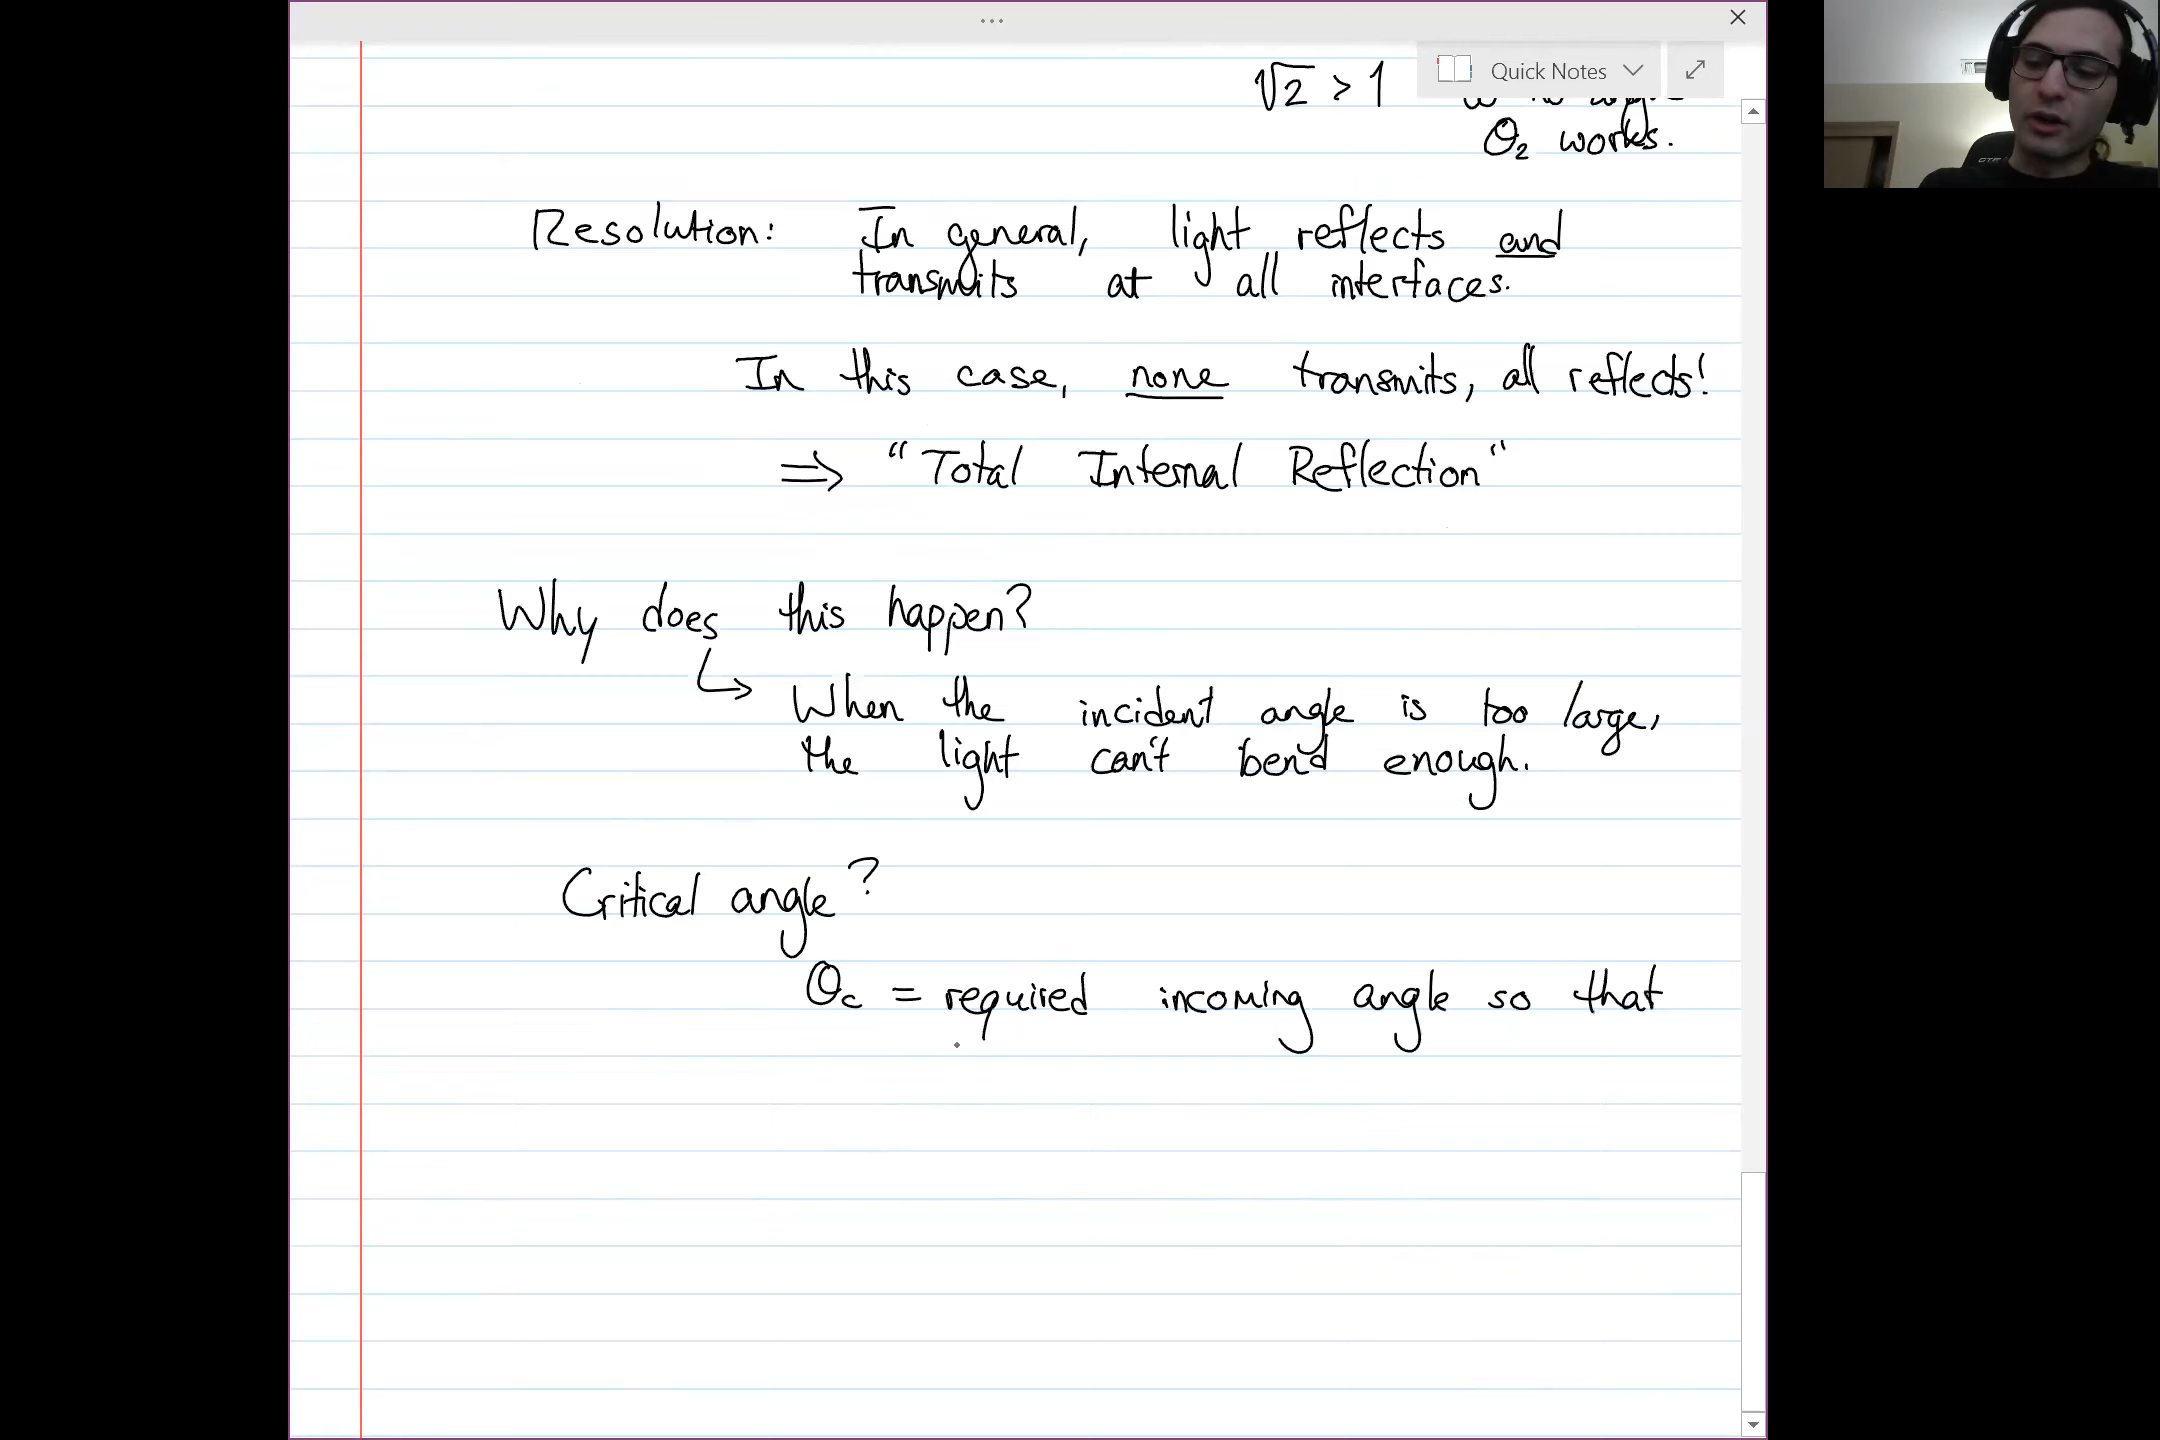 Quick Notes
√2 > 1
θ₂ works.
Resolution: In general, light reflects and
transmits at all interfaces.
In this case, none transmits, all reflects!
⇒ "Total Internal Reflection"
Why does this happen?
↳ When the incident angle is too large,
the light can't bend enough.
Critical angle?
θc = required incoming angle so that